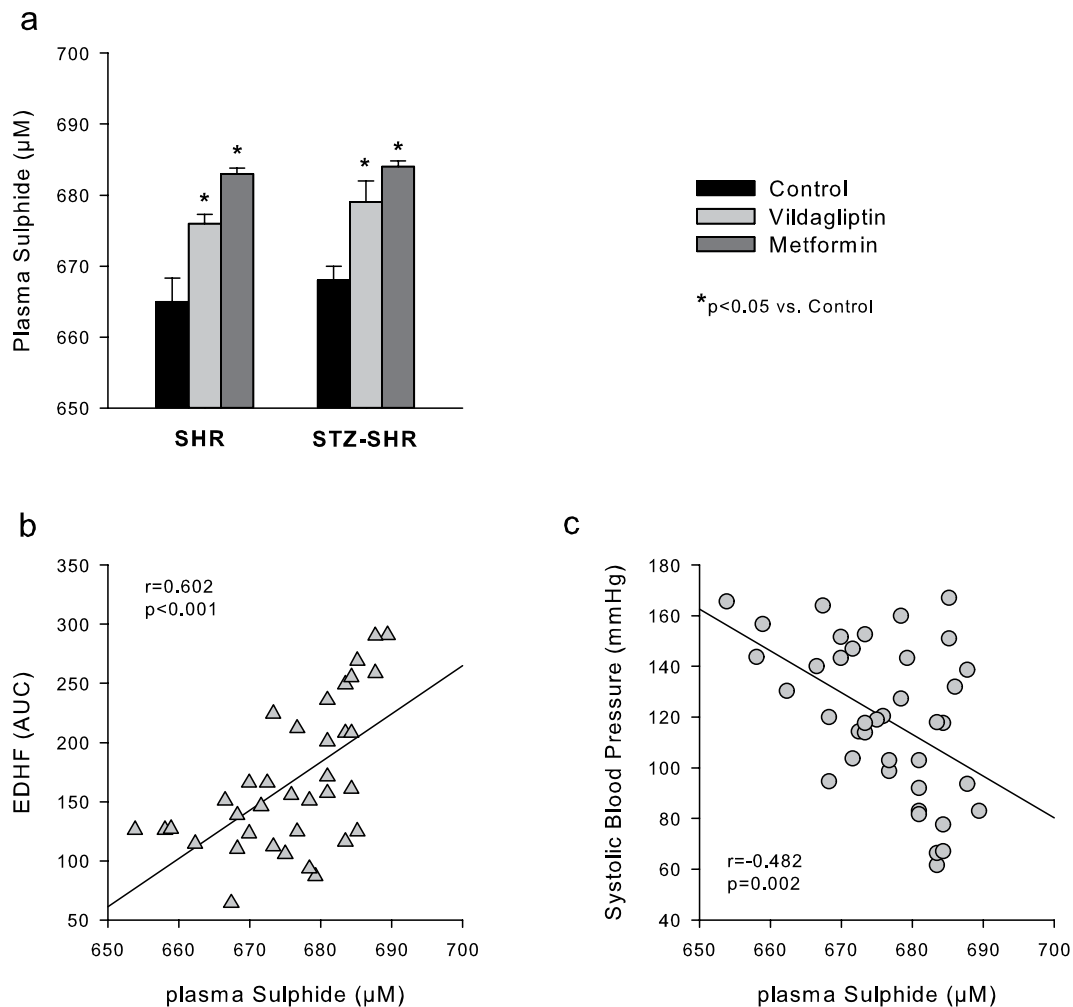 a
700
690
680
670
660
650
Plasma Sulphide (µM)
* * * *
SHR STZ-SHR
Control
Vildagliptin
Metformin
*p<0.05 vs. Control
b
350
300
250
200
150
100
50
EDHF (AUC)
r=0.602
p<0.001
650 660 670 680 690 700
plasma Sulphide (µM)
c
180
160
140
120
100
80
60
40
Systolic Blood Pressure (mmHg)
r=-0.482
p=0.002
650 660 670 680 690 700
plasma Sulphide (µM)